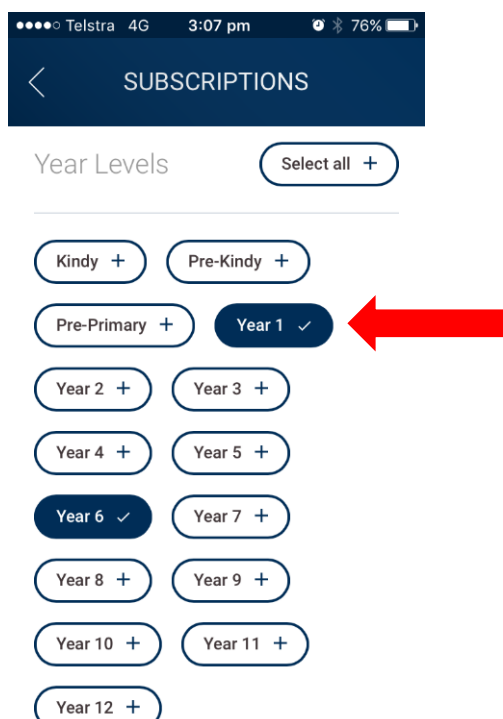 Telstra 4G 3:07 pm 76%
SUBSCRIPTIONS
Year Levels Select all +
Kindy + Pre-Kindy +
Pre-Primary + Year 1 ✓
Year 2 + Year 3 +
Year 4 + Year 5 +
Year 6 ✓ Year 7 +
Year 8 + Year 9 +
Year 10 + Year 11 +
Year 12 +